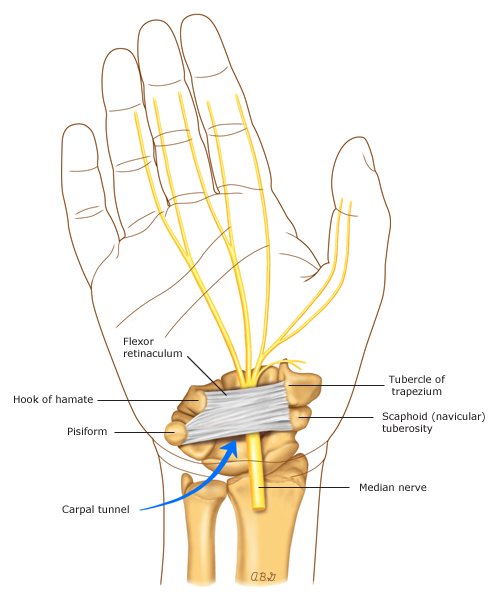 Flexor
retinaculum
Tubercle of
trapezium
Hook of hamate
Scaphoid (navicular)
tuberosity
Pisiform
Median nerve
Carpal tunnel